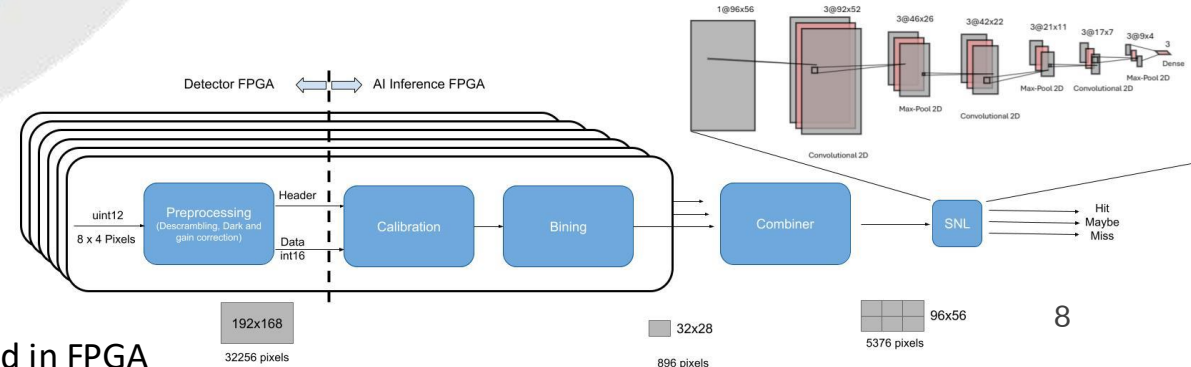 1@96x56
3@92x52
3@46x26
3@42x22
3@21x11
3@17x7
3@9x4
3
Dense
Max-Pool 2D
Max-Pool 2D
Convolutional 2D
Max-Pool 2D
Convolutional 2D
Convolutional 2D
Detector FPGA
AI Inference FPGA
uint12
8 x 4 Pixels
Preprocessing
(Descrambling, Dark and
gain correction)
Header
Data
int16
Calibration
Bining
Combiner
SNL
Hit
Maybe
Miss
192x168
32256 pixels
32x28
896 pixels
96x56
5376 pixels
8
d in FPGA